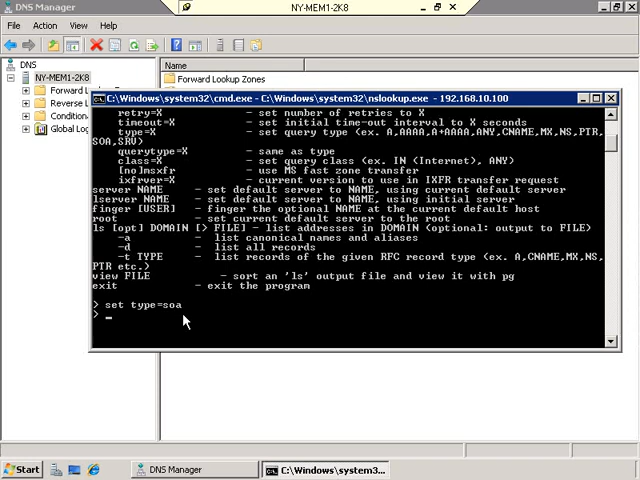 DNS Manager
NY-MEM1-2K8
File Action View Help
DNS
NY-MEM1-2K8
Forward L
Reverse L
Condition
Global Log
Name
Forward Lookup Zones
C:\Windows\system32\cmd.exe - C:\Windows\system32\nslookup.exe - 192.168.10.100
retry=X - set number of retries to X
timeout=X - set initial time-out interval to X seconds
type=X - set query type (ex. A,AAAA,A+AAAA,ANY,CNAME,MX,NS,PTR,
SOA,SRV)
querytype=X - same as type
class=X - set query class (ex. IN (Internet), ANY)
[no]msxfr - use MS fast zone transfer
ixfrver=X - current version to use in IXFR transfer request
server NAME - set default server to NAME, using current default server
lserver NAME - set default server to NAME, using initial server
finger [USER] - finger the optional NAME at the current default host
root - set current default server to the root
ls [opt] DOMAIN [> FILE] - list addresses in DOMAIN (optional: output to FILE)
-a - list canonical names and aliases
-d - list all records
-t TYPE - list records of the given RFC record type (ex. A,CNAME,MX,NS,
PTR etc.)
view FILE - sort an 'ls' output file and view it with pg
exit - exit the program
> set type=soa
> _
Start DNS Manager C:\Windows\system3...